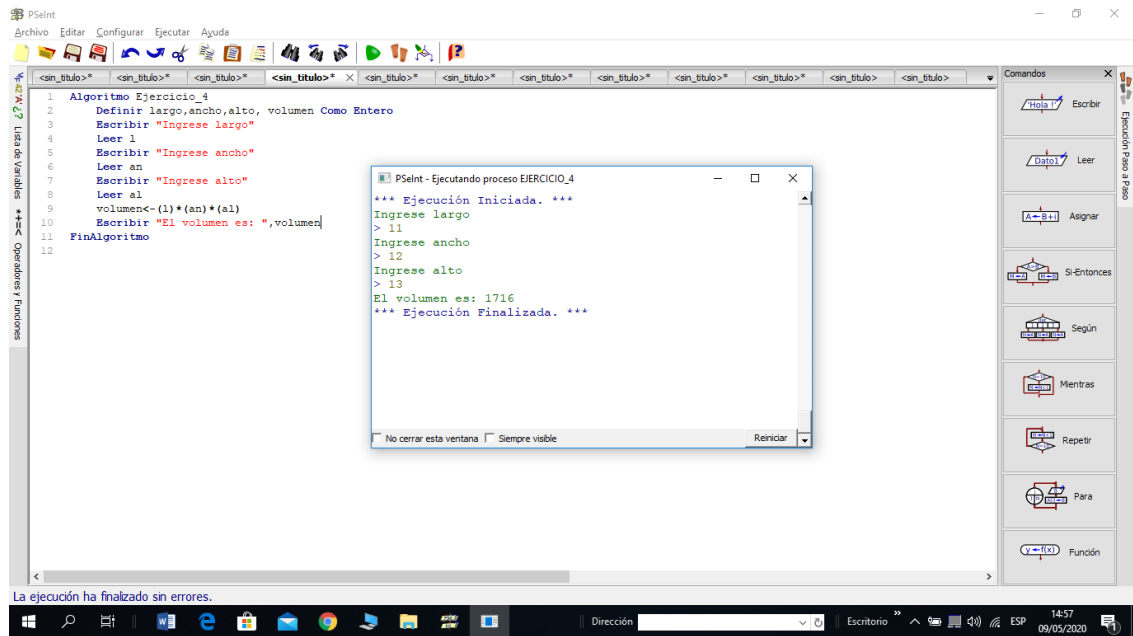 PSeInt
Archivo Editar Configurar Ejecutar Ayuda
<sin_titulo>* <sin_titulo>* <sin_titulo>* <sin_titulo>* <sin_titulo>* <sin_titulo>* <sin_titulo>* <sin_titulo>* <sin_titulo>* <sin_titulo>* <sin_titulo> <sin_titulo>
Lista de Variables
Operadores y Funciones
1 Algoritmo Ejercicio_4
2 Definir largo,ancho,alto, volumen Como Entero
3 Escribir "Ingrese largo"
4 Leer l
5 Escribir "Ingrese ancho"
6 Leer an
7 Escribir "Ingrese alto"
8 Leer al
9 volumen<-(l)*(an)*(al)
10 Escribir "El volumen es: ",volumen
11 FinAlgoritmo
12
PSeInt - Ejecutando proceso EJERCICIO_4
*** Ejecución Iniciada. ***
Ingrese largo
> 11
Ingrese ancho
> 12
Ingrese alto
> 13
El volumen es: 1716
*** Ejecución Finalizada. ***
No cerrar esta ventana Siempre visible Reiniciar
Comandos
'Hola !' Escribir
Dato1 Leer
A←B+i Asignar
Si-Entonces
Según
Mientras
Repetir
Para
y←f(x) Función
Ejecución Paso a Paso
La ejecución ha finalizado sin errores.
Dirección
Escritorio
ESP
14:57
09/05/2020